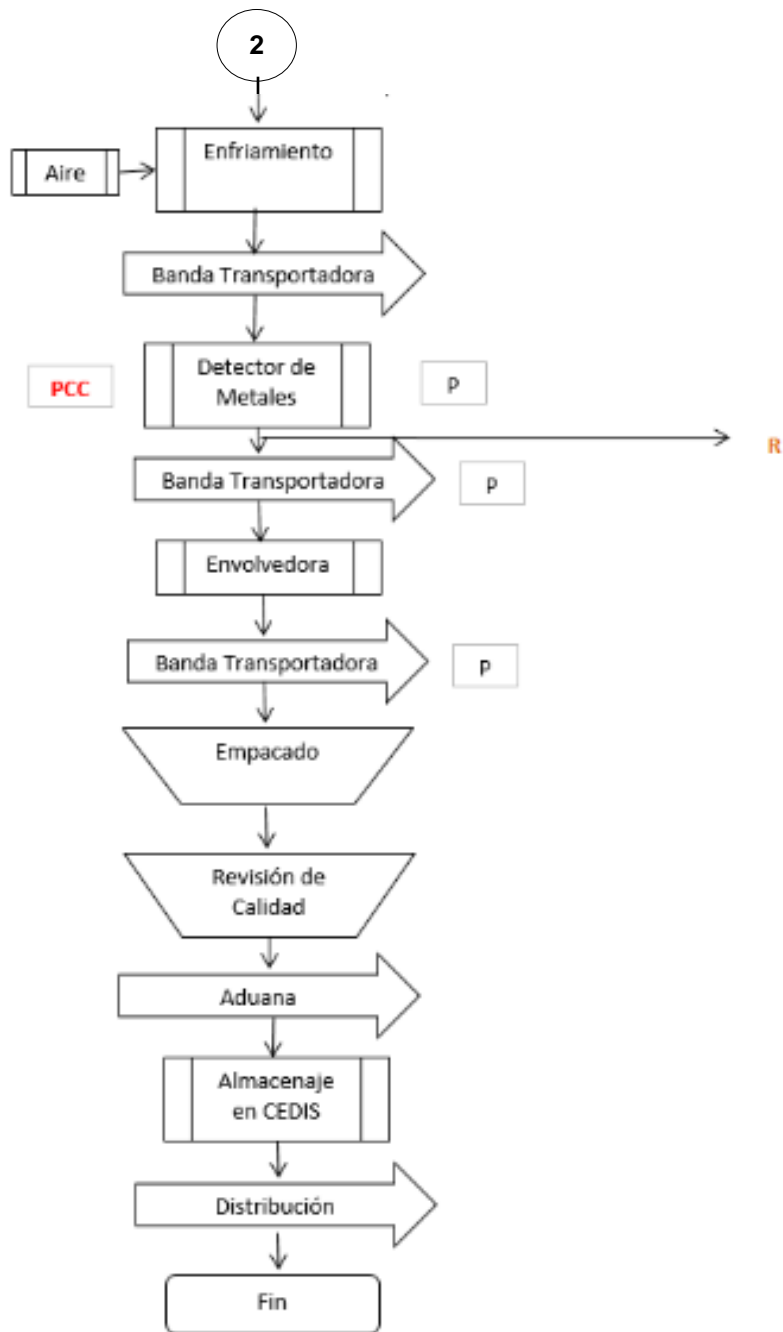 2
Enfriamiento
Aire
Banda Transportadora
PCC
Detector de
Metales
P
R
Banda Transportadora
P
Envolvedora
Banda Transportadora
P
Empacado
Revisión de
Calidad
Aduana
Almacenaje
en CEDIS
Distribución
Fin